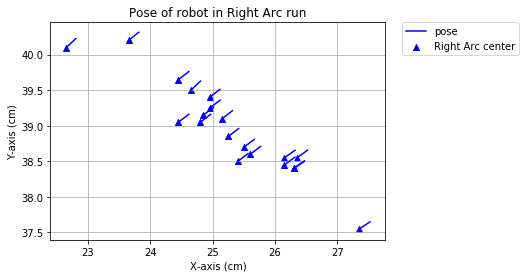 Pose of robot in Right Arc run
pose
Right Arc center
40.0
39.5
39.0
38.5
38.0
37.5
Y-axis (cm)
23 24 25 26 27
X-axis (cm)